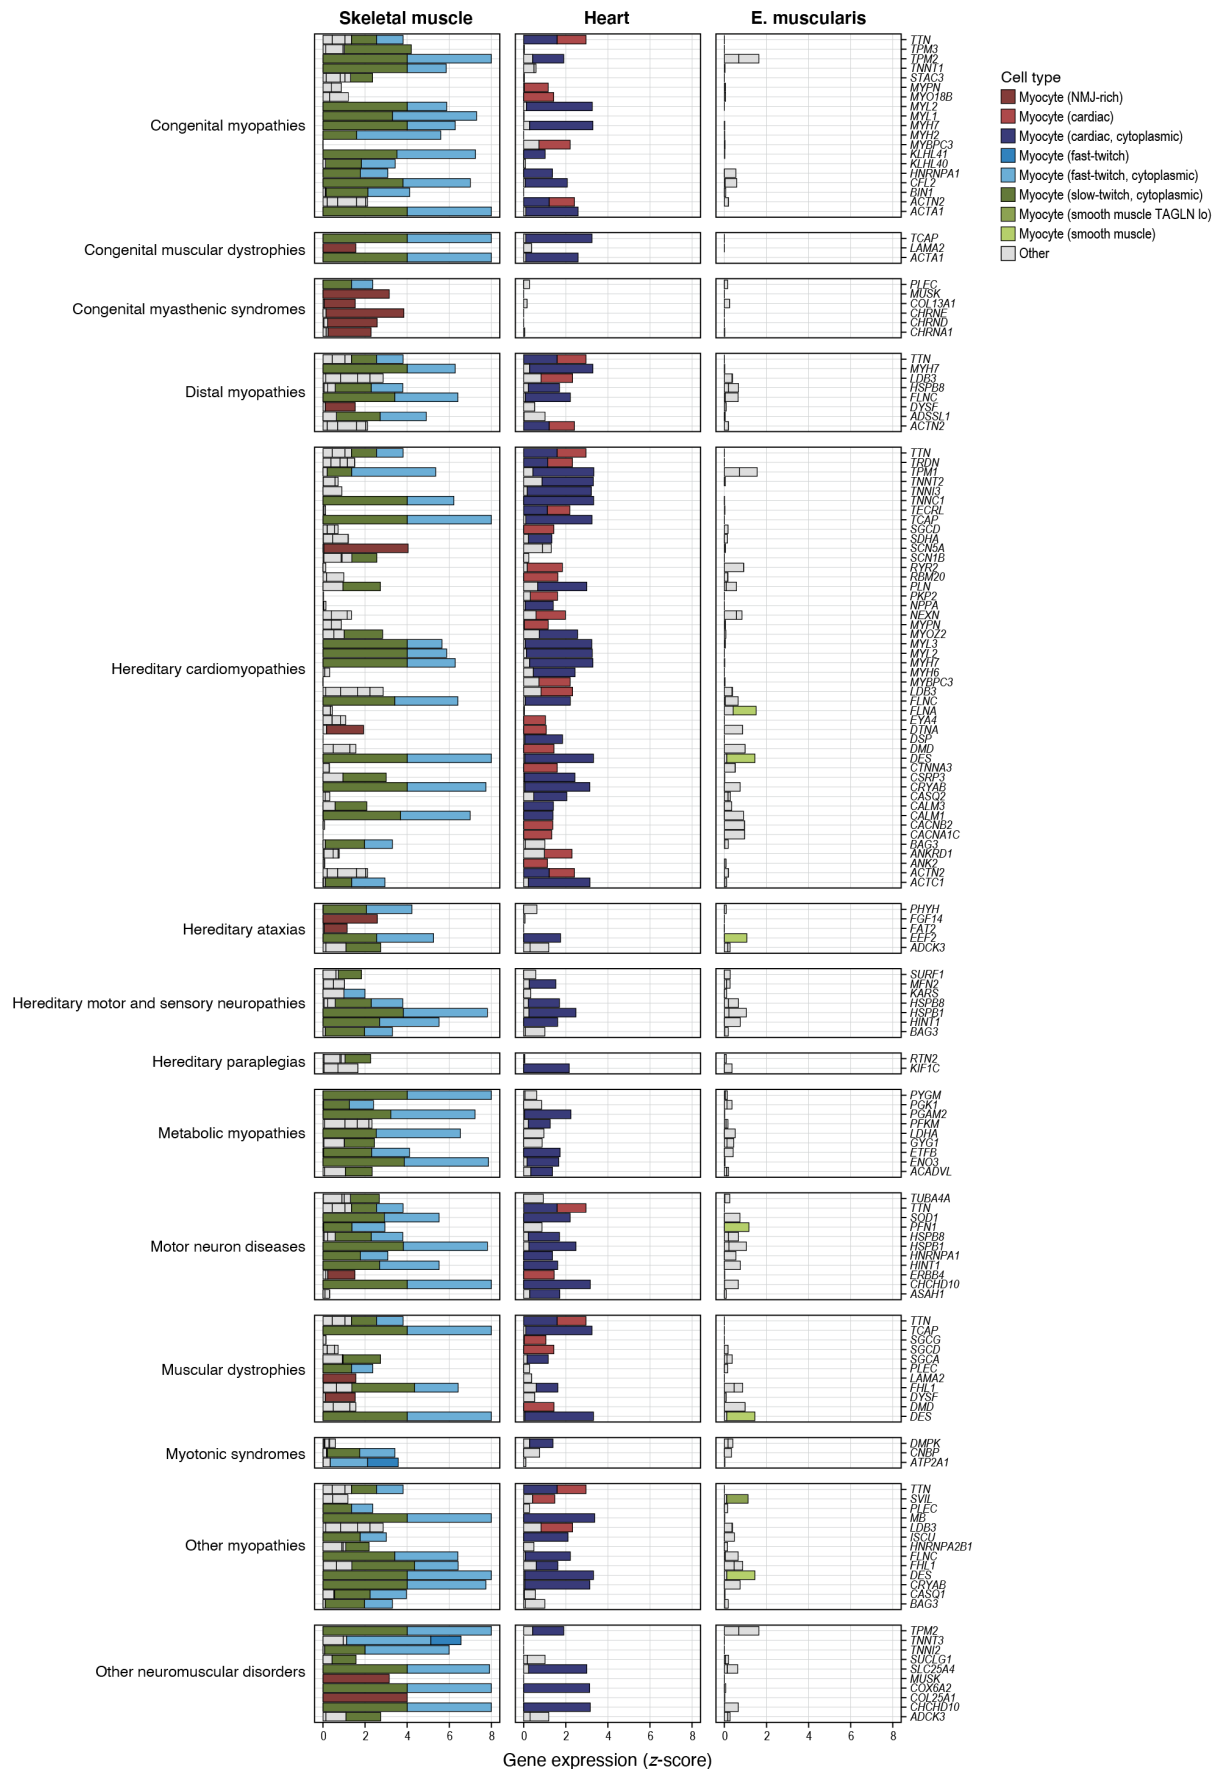 Skeletal muscle
Heart
E. muscularis
Cell type
Myocyte (NMJ-rich)
Myocyte (cardiac)
Myocyte (cardiac, cytoplasmic)
Myocyte (fast-twitch)
Myocyte (fast-twitch, cytoplasmic)
Myocyte (slow-twitch, cytoplasmic)
Myocyte (smooth muscle TAGLN lo)
Myocyte (smooth muscle)
Other
Congenital myopathies
TTN
TPM3
TPM2
TNNT1
STAC3
MYPN
MYO18B
MYL2
MYL1
MYH7
MYH2
MYBPC3
KLHL41
KLHL40
HNRNPA1
CFL2
BIN1
ACTN2
ACTA1
Congenital muscular dystrophies
TCAP
LAMA2
ACTA1
Congenital myasthenic syndromes
PLEC
MUSK
COL13A1
CHRNE
CHRND
CHRNA1
Distal myopathies
TTN
MYH7
LDB3
HSPB8
FLNC
DYSF
ADSSL1
ACTN2
Hereditary cardiomyopathies
TTN
TRDN
TPM1
TNNT2
TNNI3
TNNC1
TECRL
TCAP
SGCD
SDHA
SCN5A
SCN1B
RYR2
RBM20
PLN
PKP2
NPPA
NEXN
MYPN
MYOZ2
MYL3
MYL2
MYH7
MYH6
MYBPC3
LDB3
FLNC
FLNA
EYA4
DTNA
DSP
DMD
DES
CTNNA3
CSRP3
CRYAB
CASQ2
CALM3
CALM1
CACNB2
CACNA1C
BAG3
ANKRD1
ANK2
ACTN2
ACTC1
Hereditary ataxias
PHYH
FGF14
FAT2
EEF2
ADCK3
Hereditary motor and sensory neuropathies
SURF1
MFN2
KARS
HSPB8
HSPB1
HINT1
BAG3
Hereditary paraplegias
RTN2
KIF1C
Metabolic myopathies
PYGM
PGK1
PGAM2
PFKM
LDHA
GYG1
ETFB
ENO3
ACADVL
Motor neuron diseases
TUBA4A
TTN
SOD1
PFN1
HSPB8
HSPB1
HNRNPA1
HINT1
ERBB4
CHCHD10
ASAH1
Muscular dystrophies
TTN
TCAP
SGCG
SGCD
SGCA
PLEC
LAMA2
FHL1
DYSF
DMD
DES
Myotonic syndromes
DMPK
CNBP
ATP2A1
Other myopathies
TTN
SVIL
PLEC
MB
LDB3
ISCU
HNRNPA2B1
FLNC
FHL1
DES
CRYAB
CASQ1
BAG3
Other neuromuscular disorders
TPM2
TNNT3
TNNI2
SUCLG1
SLC25A4
MUSK
COX6A2
COL25A1
CHCHD10
ADCK3
0 2 4 6 8 0 2 4 6 8 0 2 4 6 8
Gene expression (z-score)